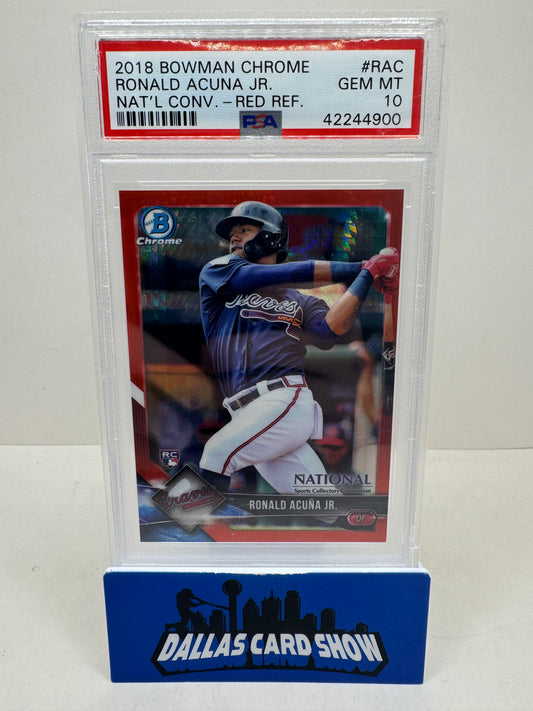 2018 BOWMAN CHROME #RAC
RONALD ACUNA JR. GEM MT
NAT'L CONV. - RED REF. 10
PSA 42244900
B
Chrome
Braves
RC
NATIONAL
Sports Collectors Convention
Braves
RONALD ACUÑA JR. OF
DALLAS CARD SHOW